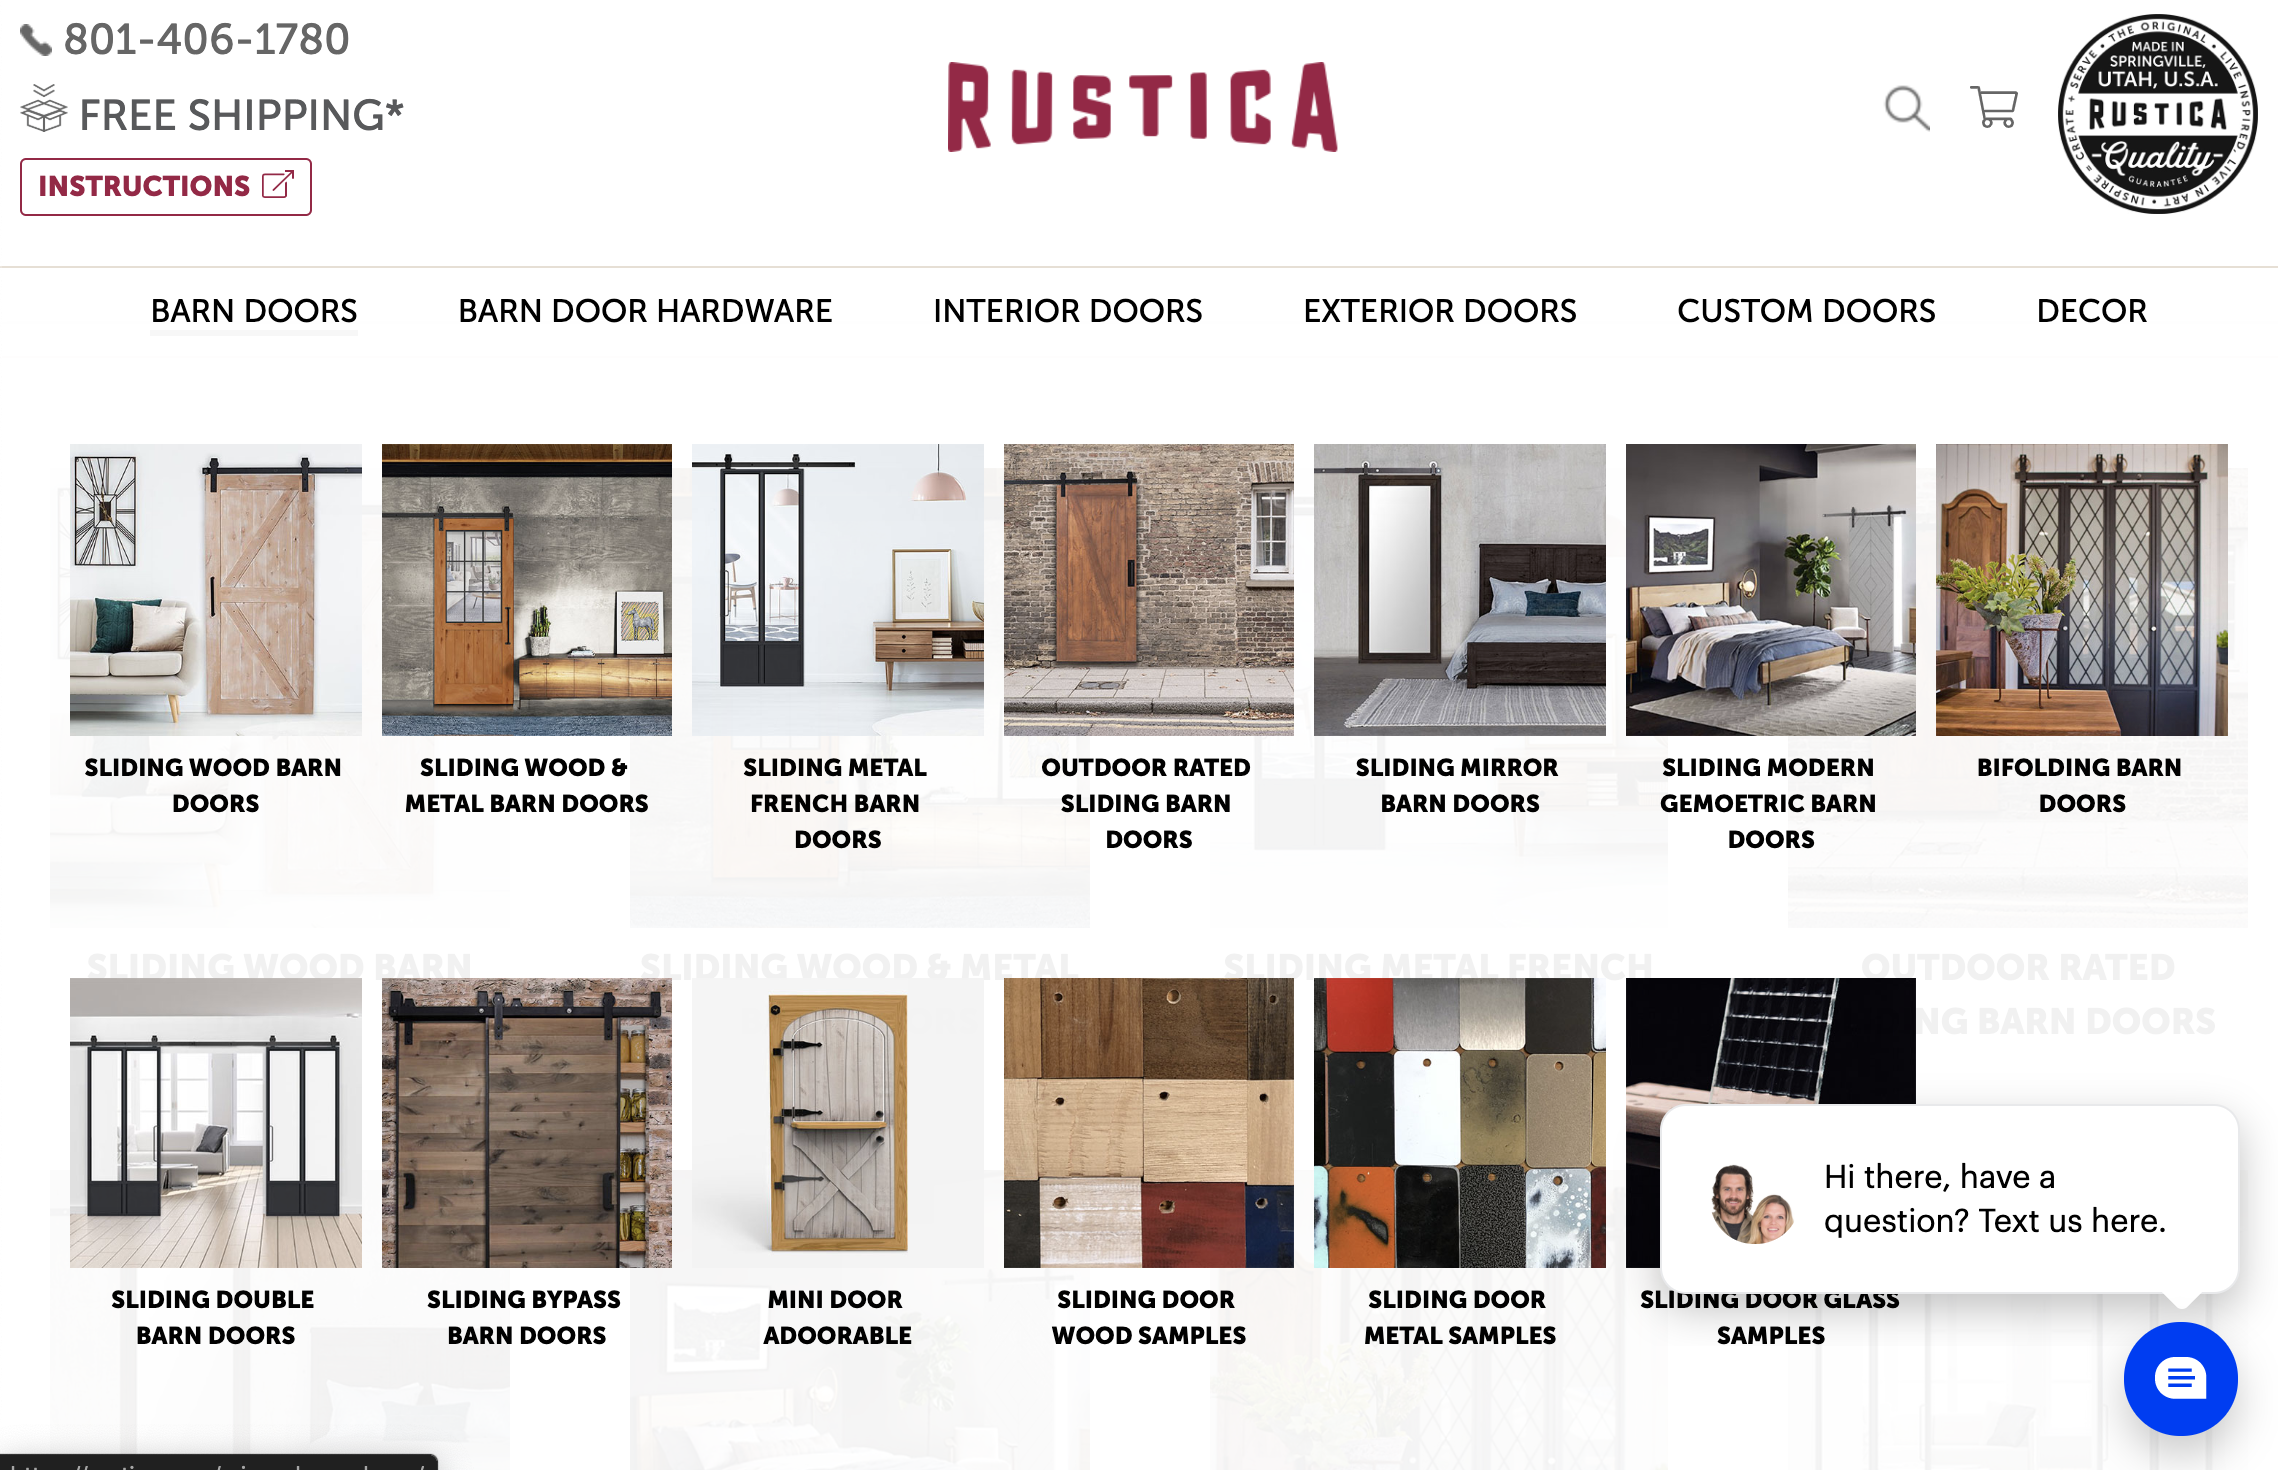 801-406-1780
FREE SHIPPING*
INSTRUCTIONS
RUSTICA
THE ORIGINAL • LIVE INSPIRED, LIVE IN ART • INSPIRE = CREATE + SERVE •
MADE IN
SPRINGVILLE,
UTAH, U.S.A.
RUSTICA
-Quality-
GUARANTEE
BARN DOORS
BARN DOOR HARDWARE
INTERIOR DOORS
EXTERIOR DOORS
CUSTOM DOORS
DECOR
SLIDING WOOD BARN
DOORS
SLIDING WOOD &
METAL BARN DOORS
SLIDING METAL
FRENCH BARN
DOORS
OUTDOOR RATED
SLIDING BARN
DOORS
SLIDING MIRROR
BARN DOORS
SLIDING MODERN
GEMOETRIC BARN
DOORS
BIFOLDING BARN
DOORS
SLIDING WOOD BARN
SLIDING WOOD & METAL
SLIDING METAL FRENCH
OUTDOOR RATED
BARN DOORS
SLIDING DOUBLE
BARN DOORS
SLIDING BYPASS
BARN DOORS
MINI DOOR
ADOORABLE
SLIDING DOOR
WOOD SAMPLES
SLIDING DOOR
METAL SAMPLES
SLIDING DOOR GLASS
SAMPLES
Hi there, have a
question? Text us here.